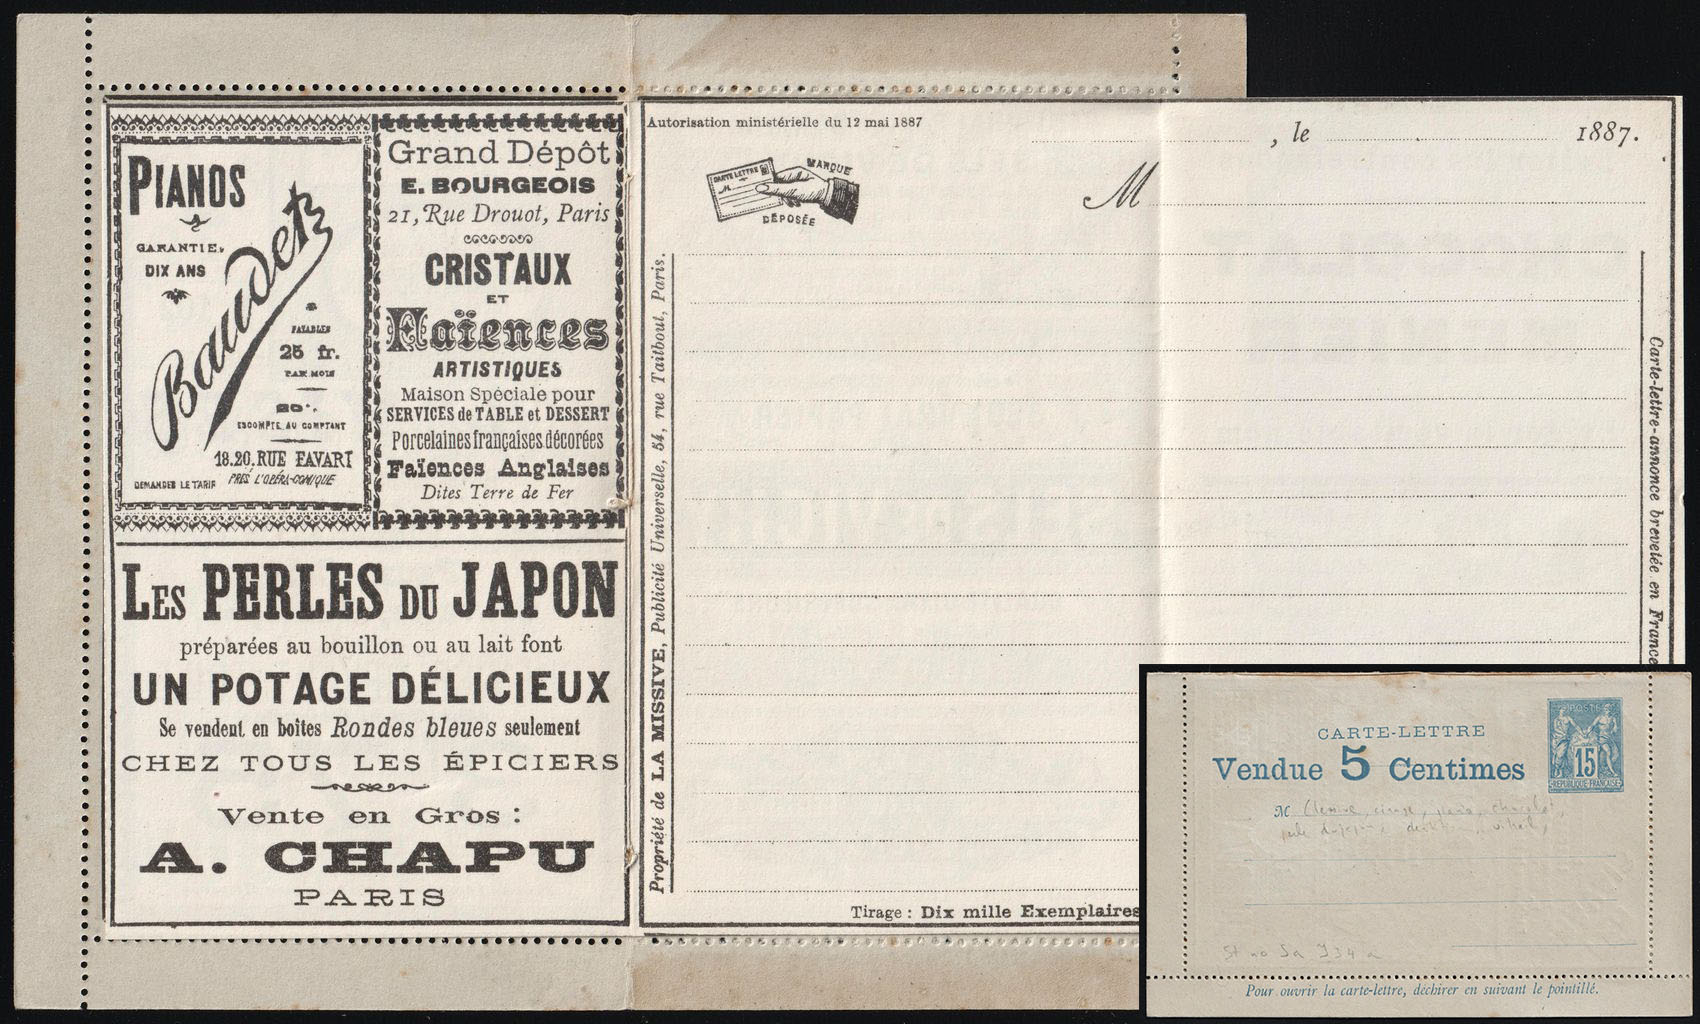 PIANOS
GARANTIE
DIX ANS
Baudet
PAYABLES
25 fr.
PAR MOIS
ESCOMPTE AU COMPTANT
18.20. RUE FAVART
PRÈS L'OPÉRA-COMIQUE
DEMANDER LE TARIF
Grand Dépôt
E. BOURGEOIS
21, Rue Drouot, Paris
CRISTAUX
ET
Faïences
ARTISTIQUES
Maison Spéciale pour
SERVICES de TABLE et DESSERT
Porcelaines françaises décorées
Faïences Anglaises
Dites Terre de Fer
LES PERLES DU JAPON
préparées au bouillon ou au lait font
UN POTAGE DÉLICIEUX
Se vendent en boîtes Rondes bleues seulement
CHEZ TOUS LES ÉPICIERS
Vente en Gros :
A. CHAPU
PARIS
Autorisation ministérielle du 12 mai 1887
, le 1887.
CARTE LETTRE
M
MARQUE
DÉPOSÉE
M
Propriété de LA MISSIVE, Publicité Universelle, 54, rue Taitbout, Paris.
Carte-lettre-annonce brevetée en France
Tirage : Dix mille Exemplaires
CARTE-LETTRE
Vendue 5 Centimes
POSTES
15
REPUBLIQUE FRANÇAISE
M
Pour ouvrir la carte-lettre, déchirer en suivant le pointillé.